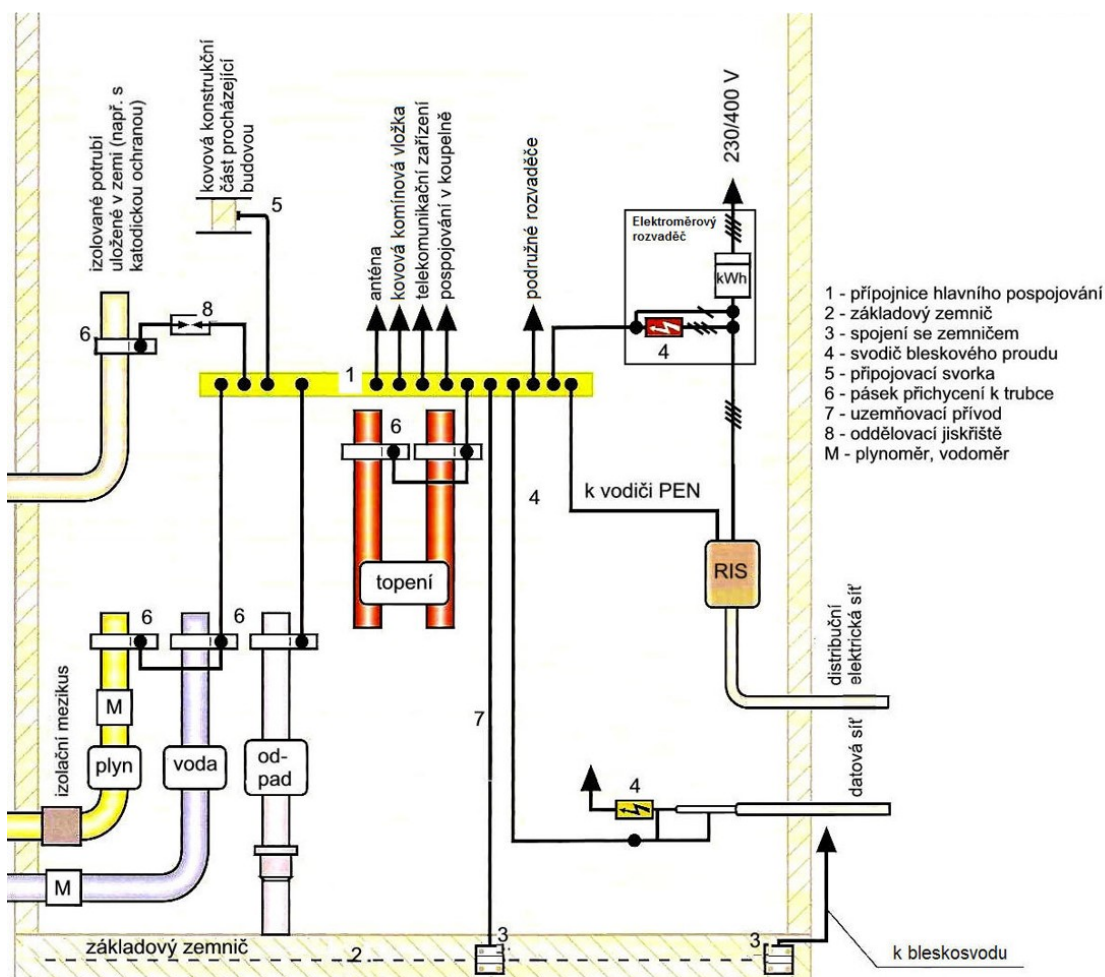 izolované potrubí
uložené v zemi (např. s
katodickou ochranou)
kovová konstrukční
část procházející
budovou
5
8
6
anténa
kovová komínová vložka
telekomunikační zařízení
pospojování v koupelně
podružné rozvaděče
230/400 V
Elektroměrový
rozvaděč
kWh
4
1
1 - přípojnice hlavního pospojování
2 - základový zemnič
3 - spojení se zemničem
4 - svodič bleskového proudu
5 - připojovací svorka
6 - pásek přichycení k trubce
7 - uzemňovací přívod
8 - oddělovací jiskřiště
M - plynoměr, vodoměr
6
topení
4
k vodiči PEN
RIS
distribuční
elektrická síť
6
6
izolační mezikus
M
plyn
voda
od-
pad
7
4
datová síť
M
základový zemnič
2
3
3
k bleskosvodu